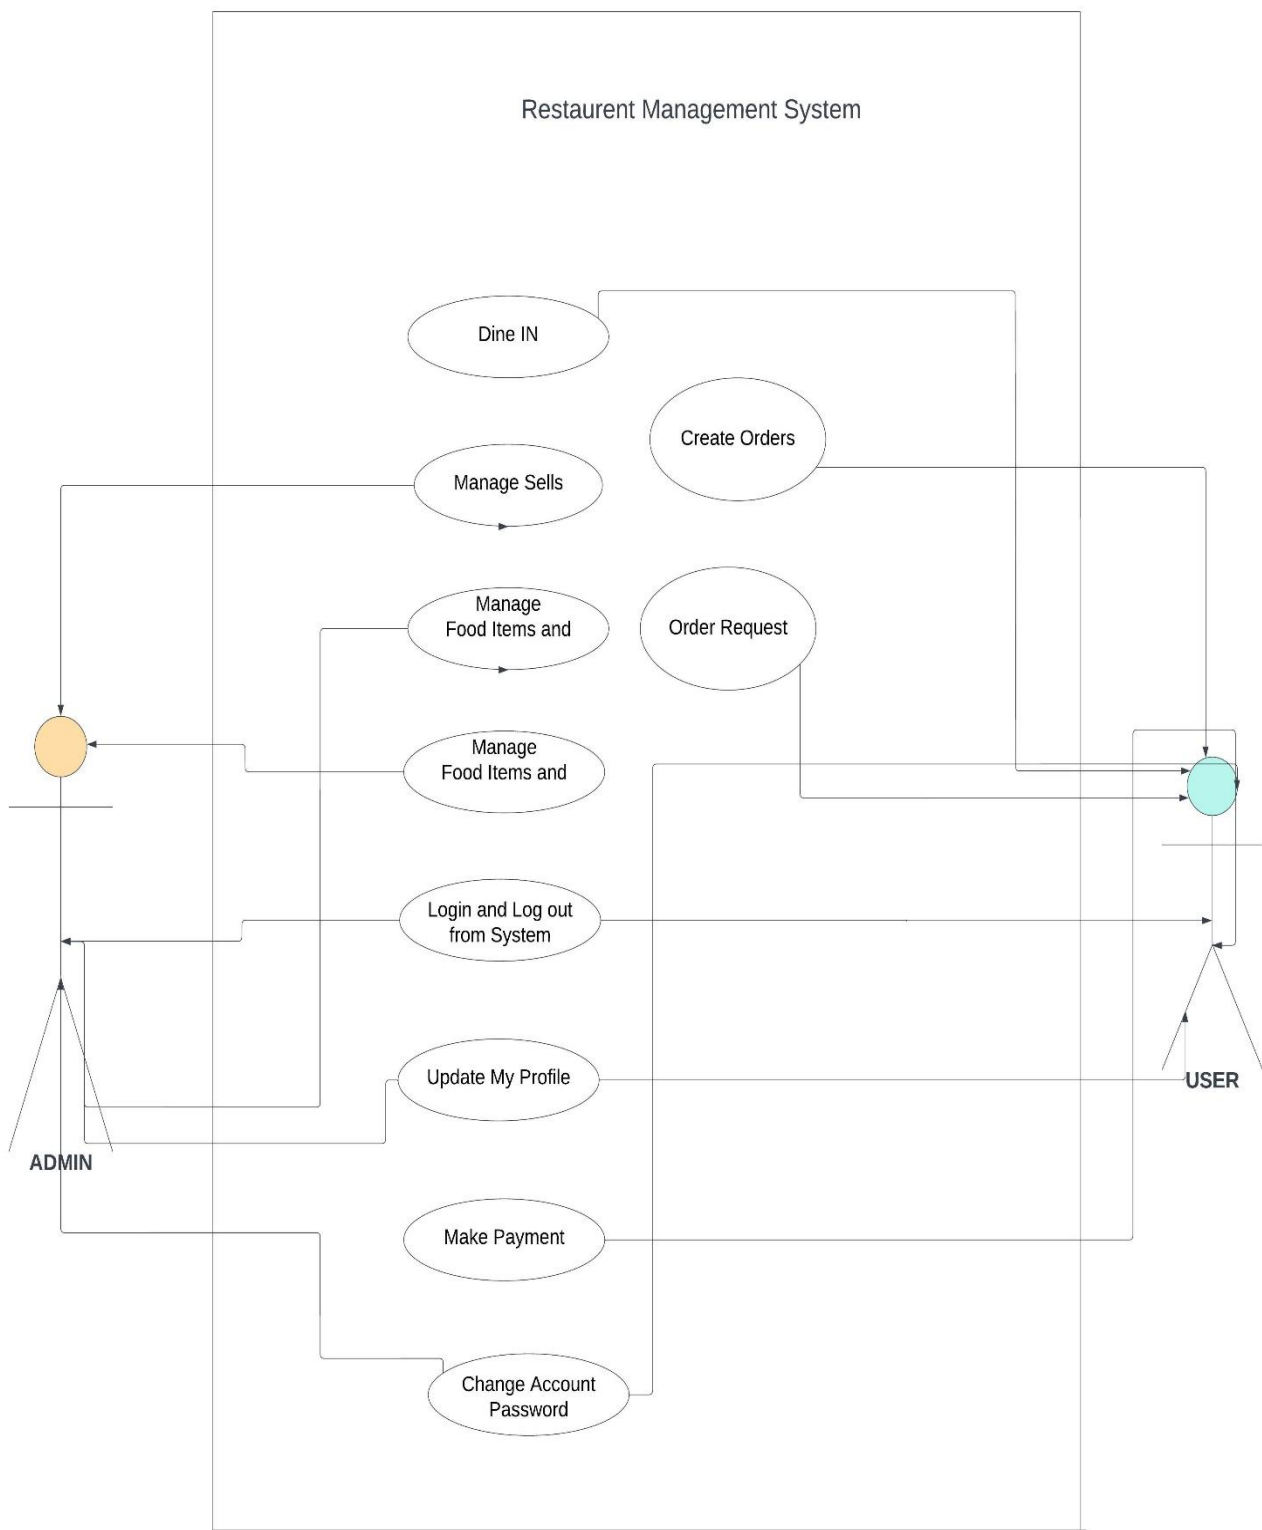 Restaurent Management System
Dine IN
Create Orders
Manage Sells
Manage
Food Items and
Order Request
Manage
Food Items and
Login and Log out
from System
Update My Profile
USER
ADMIN
Make Payment
Change Account
Password